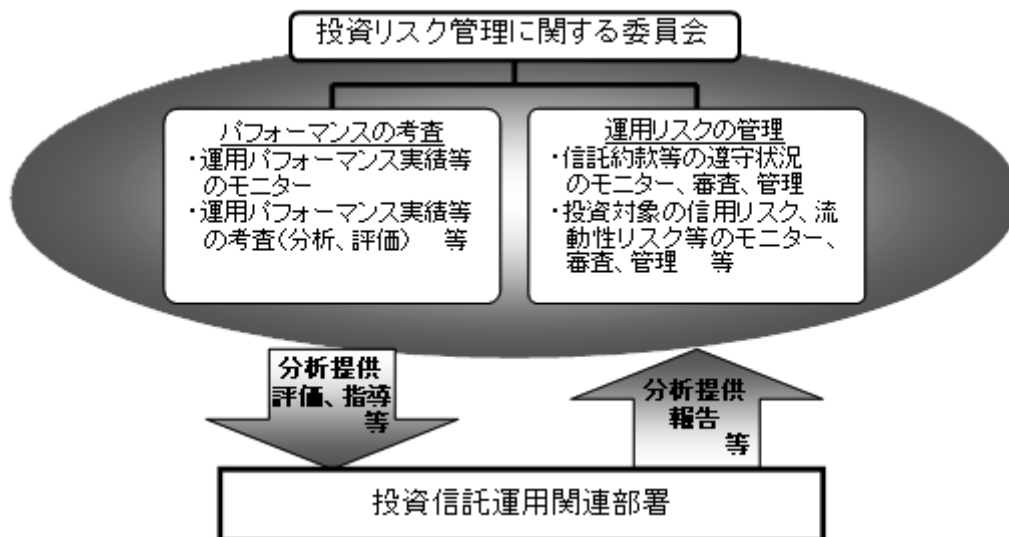 投資リスク管理に関する委員会
パフォーマンスの考査
・運用パフォーマンス実績等
のモニター
・運用パフォーマンス実績等
の考査(分析、評価)　等
運用リスクの管理
・信託約款等の遵守状況
のモニター、審査、管理
・投資対象の信用リスク、流
動性リスク等のモニター、
審査、管理　等
分析提供
評価、指導
等
分析提供
報告
等
投資信託運用関連部署